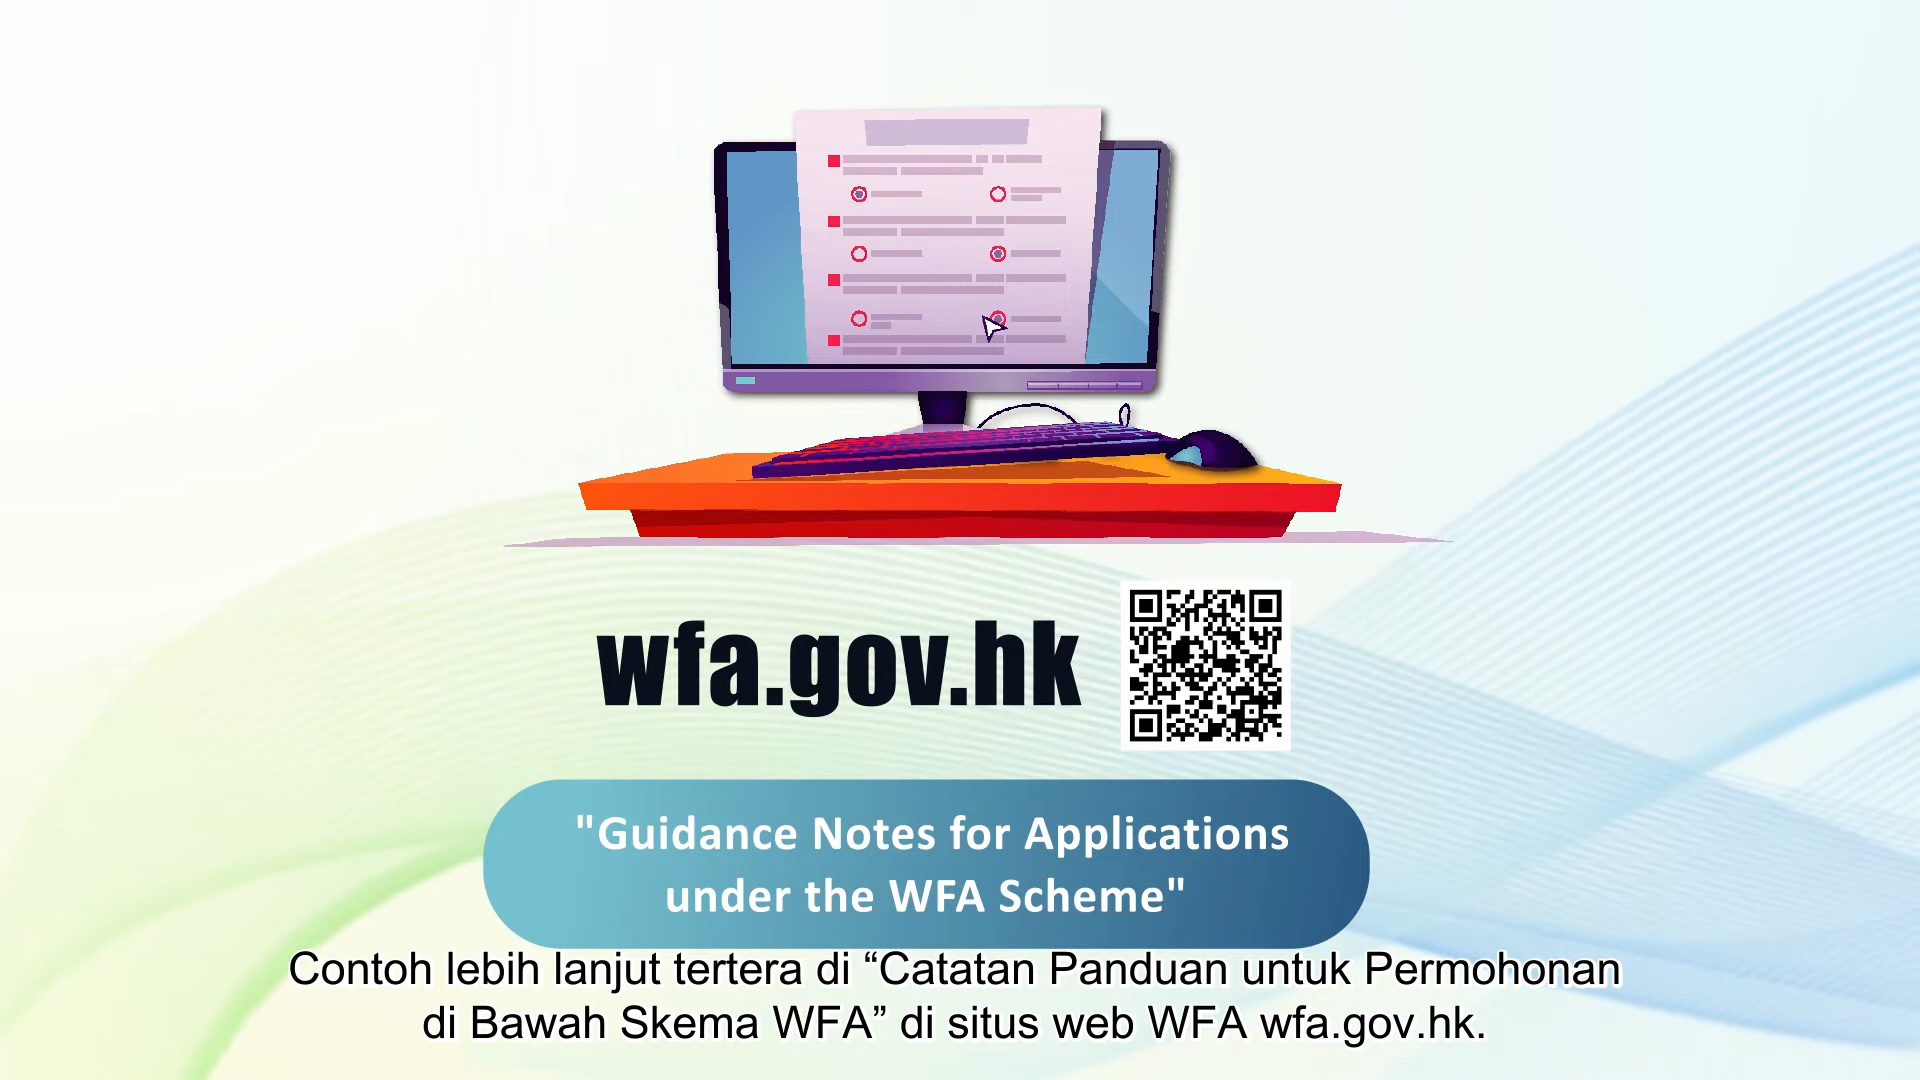 wfa.gov.hk
"Guidance Notes for Applications
under the WFA Scheme"
Contoh lebih lanjut tertera di “Catatan Panduan untuk Permohonan
di Bawah Skema WFA” di situs web WFA wfa.gov.hk.